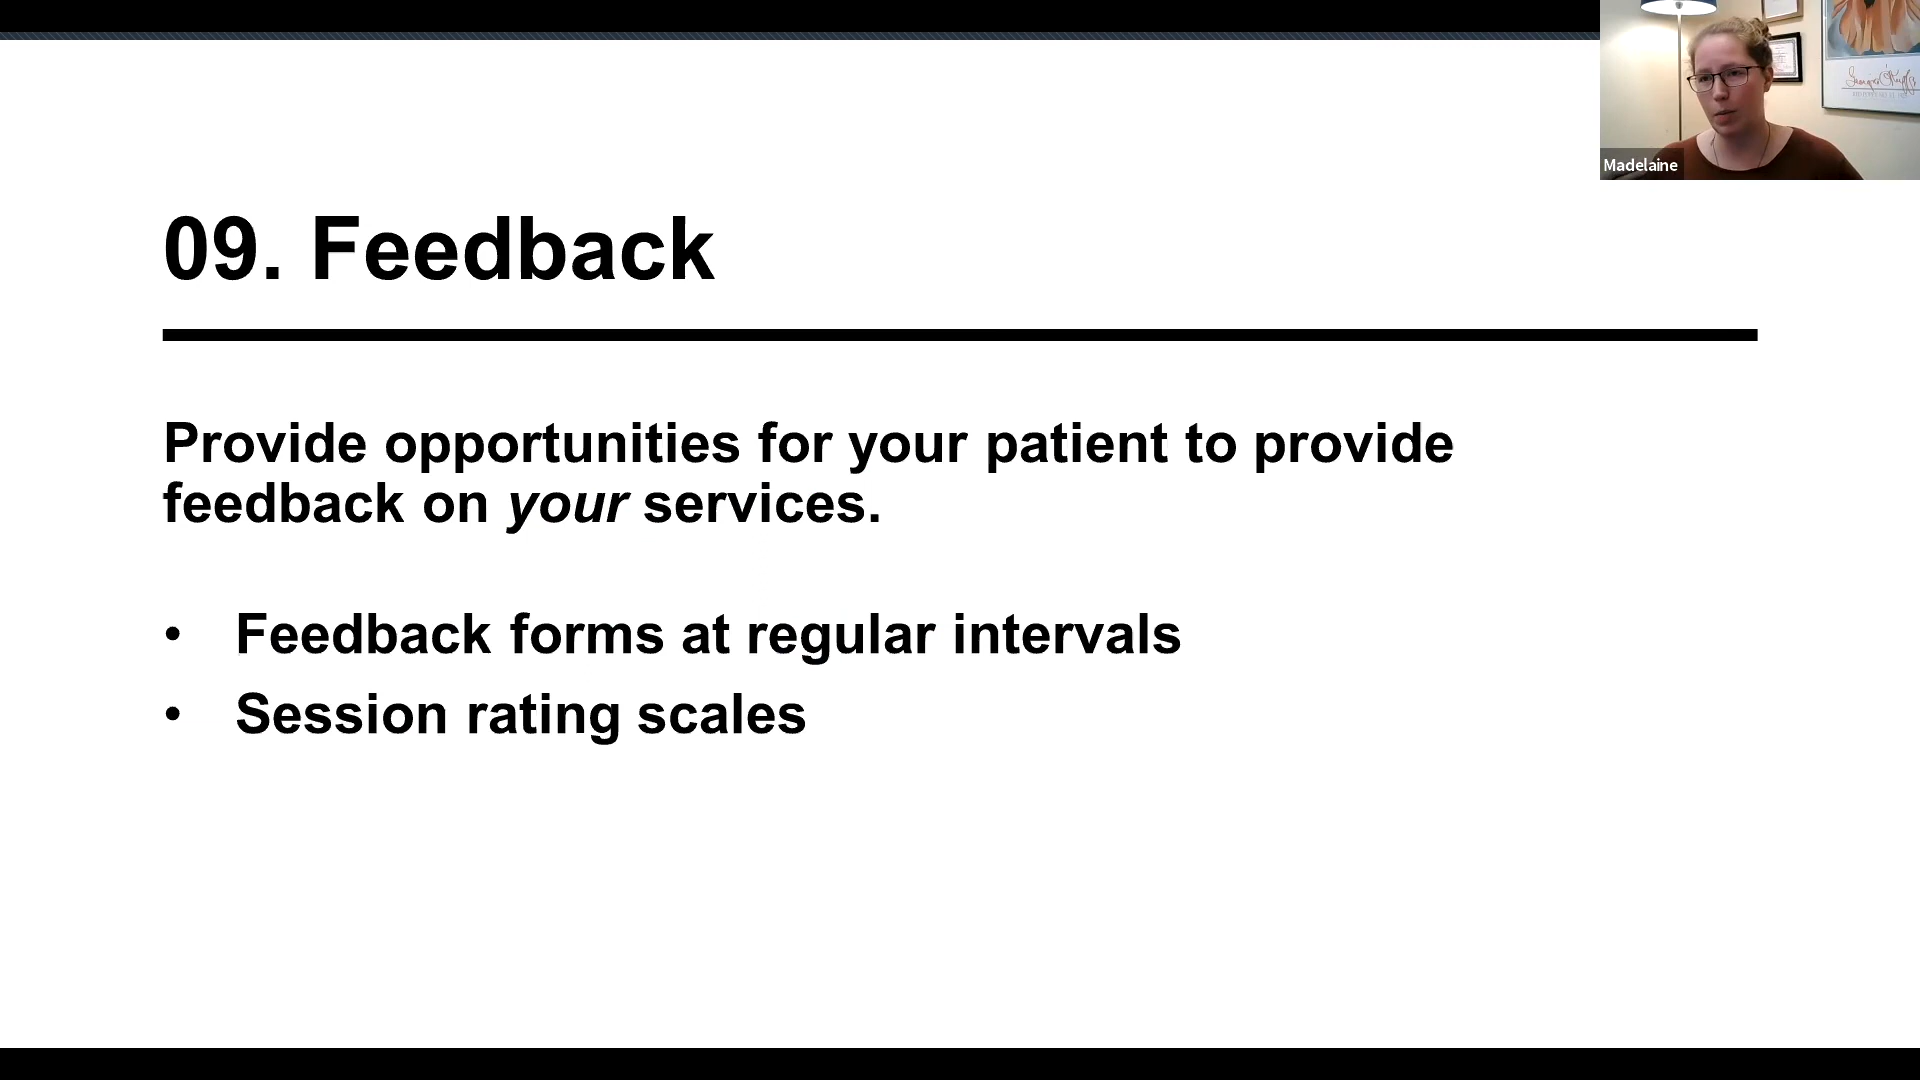 09. Feedback
Provide opportunities for your patient to provide
feedback on your services.
• Feedback forms at regular intervals
• Session rating scales
Madelaine